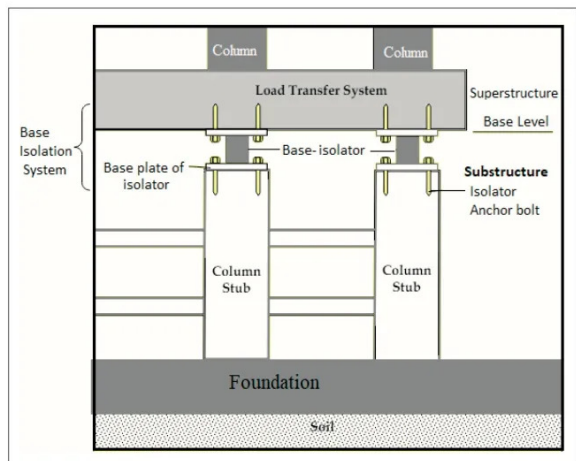 Column
Column
Load Transfer System
Superstructure
Base Level
Base
Isolation
System
Base-isolator
Base plate of
isolator
Substructure
Isolator
Anchor bolt
Column
Stub
Column
Stub
Foundation
Soil